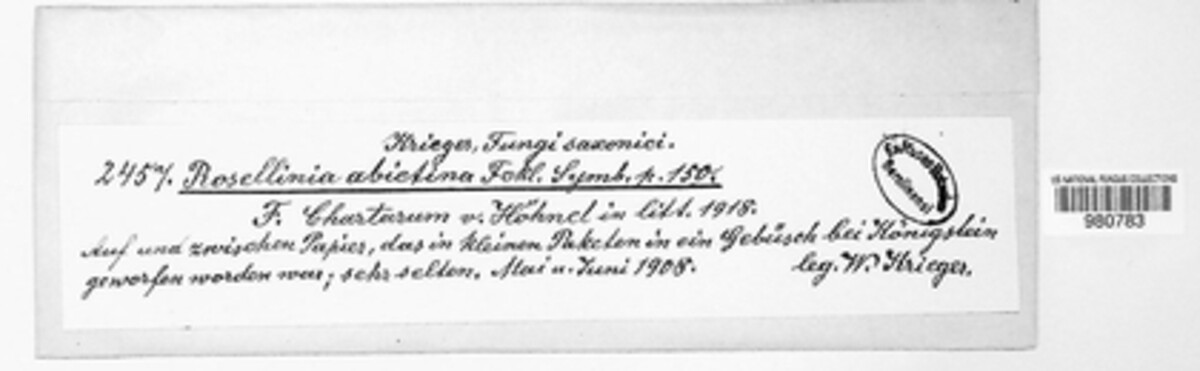 Krieger, Fungi saxonici.
2457. Rosellinia abietina Fckl. Symb. p. 150
F. Chartarum v. Höhnel in litt. 1918.
Auf und zwischen Papier, das in kleinen Paketen in ein Gebüsch bei Königstein
geworfen worden war; sehr selten. Mai u. Juni 1908. leg. W. Krieger.
US NATIONAL FUNGUS COLLECTIONS
980783